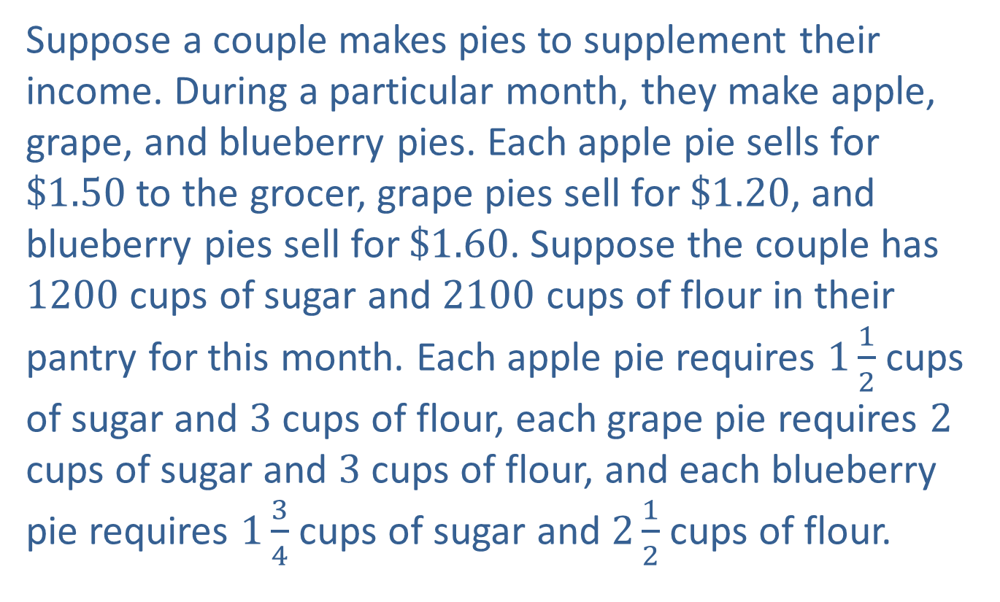 Suppose a couple makes pies to supplement their
income. During a particular month, they make apple,
grape, and blueberry pies. Each apple pie sells for
$1.50 to the grocer, grape pies sell for $1.20, and
blueberry pies sell for $1.60. Suppose the couple has
1200 cups of sugar and 2100 cups of flour in their
pantry for this month. Each apple pie requires 1 1/2 cups
of sugar and 3 cups of flour, each grape pie requires 2
cups of sugar and 3 cups of flour, and each blueberry
pie requires 1 3/4 cups of sugar and 2 1/2 cups of flour.